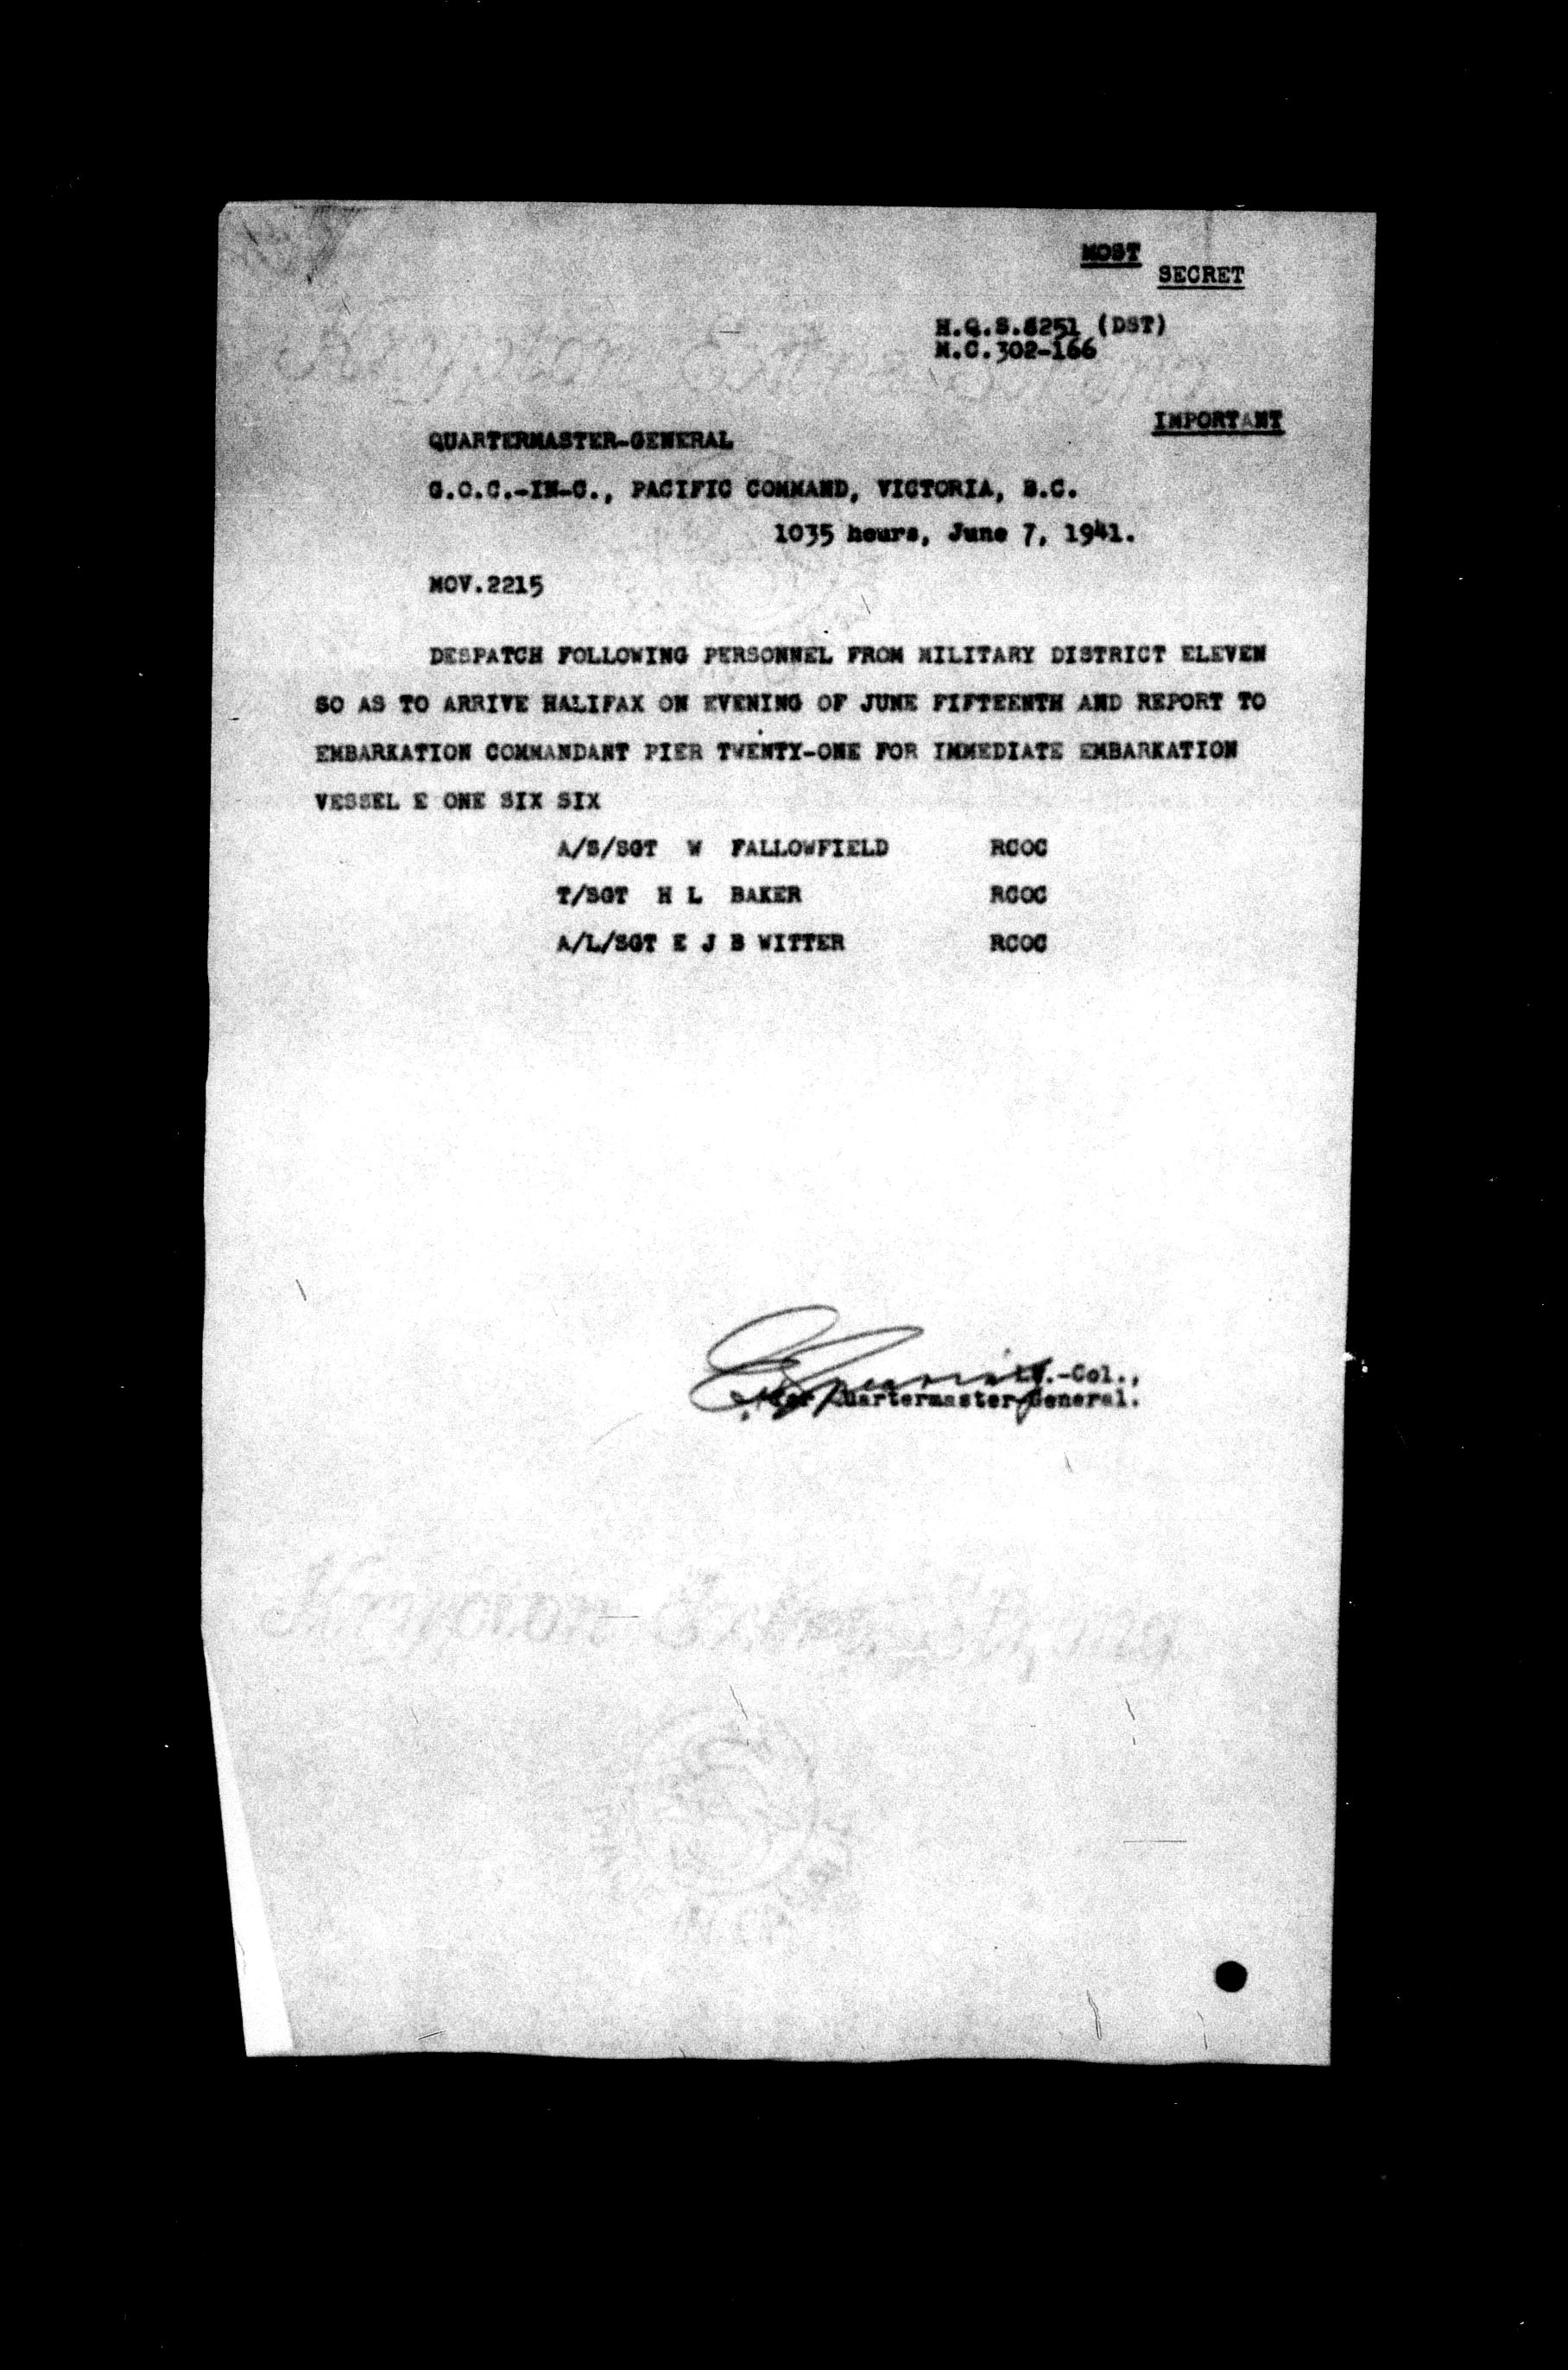 MOST
SECRET
H.Q.S.8251 (DST)
M.C.302-166
IMPORTANT
QUARTERMASTER-GENERAL
G.O.C.-IN-C., PACIFIC COMMAND, VICTORIA, B.C.
1035 hours, June 7, 1941.
MOV.2215
DESPATCH FOLLOWING PERSONNEL FROM MILITARY DISTRICT ELEVEN
SO AS TO ARRIVE HALIFAX ON EVENING OF JUNE FIFTEENTH AND REPORT TO
EMBARKATION COMMANDANT PIER TWENTY-ONE FOR IMMEDIATE EMBARKATION
VESSEL E ONE SIX SIX
A/S/SGT W FALLOWFIELD RCOC
T/SGT H L BAKER RCOC
A/L/SGT E J B WITTER RCOC
Lt.-Col.,
for Quartermaster-General.